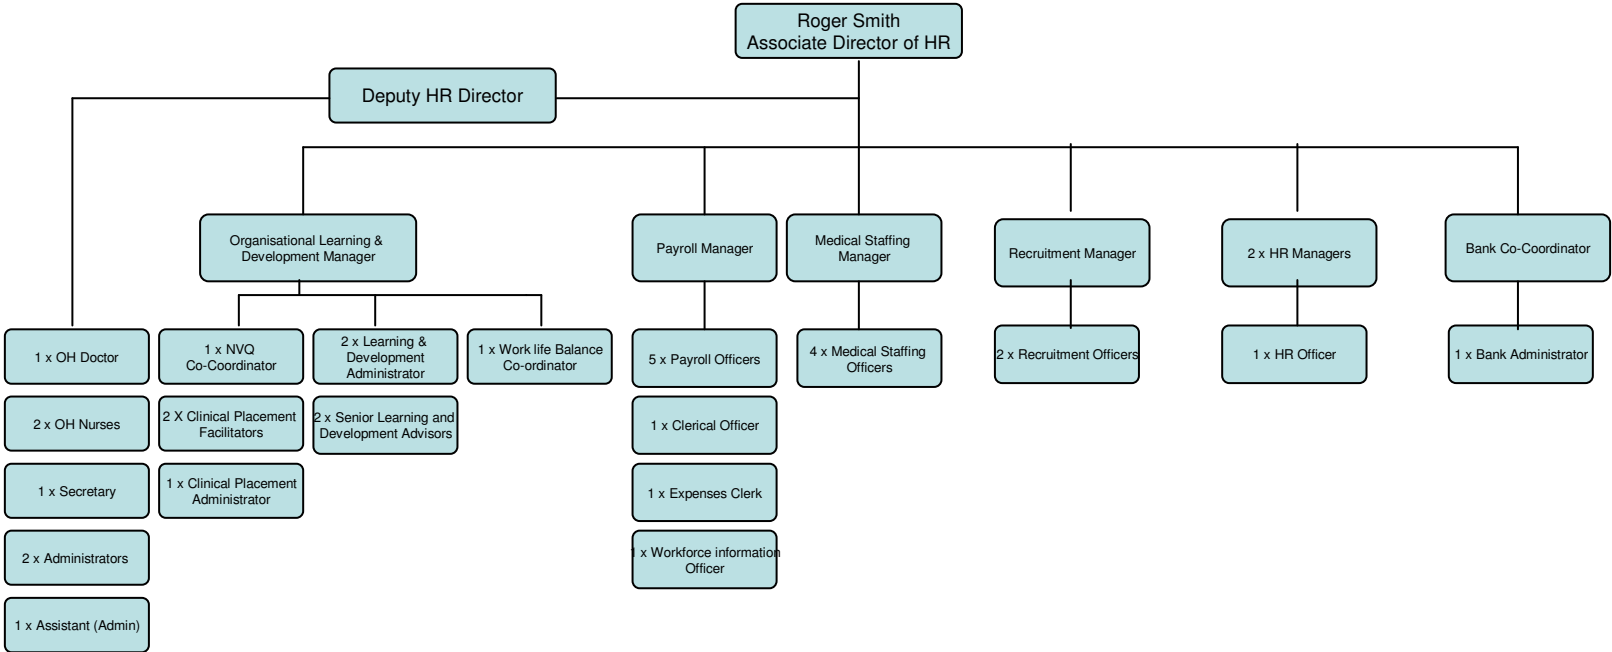 Roger Smith
Associate Director of HR
Deputy HR Director
Organisational Learning &
Development Manager
Payroll Manager
Medical Staffing
Manager
Recruitment Manager
2 x HR Managers
Bank Co-Coordinator
1 x OH Doctor
1 x NVQ
Co-Coordinator
2 x Learning &
Development
Administrator
1 x Work life Balance
Co-ordinator
5 x Payroll Officers
4 x Medical Staffing
Officers
2 x Recruitment Officers
1 x HR Officer
1 x Bank Administrator
2 x OH Nurses
2 X Clinical Placement
Facilitators
2 x Senior Learning and
Development Advisors
1 x Clerical Officer
1 x Secretary
1 x Clinical Placement
Administrator
1 x Expenses Clerk
2 x Administrators
1 x Workforce information
Officer
1 x Assistant (Admin)